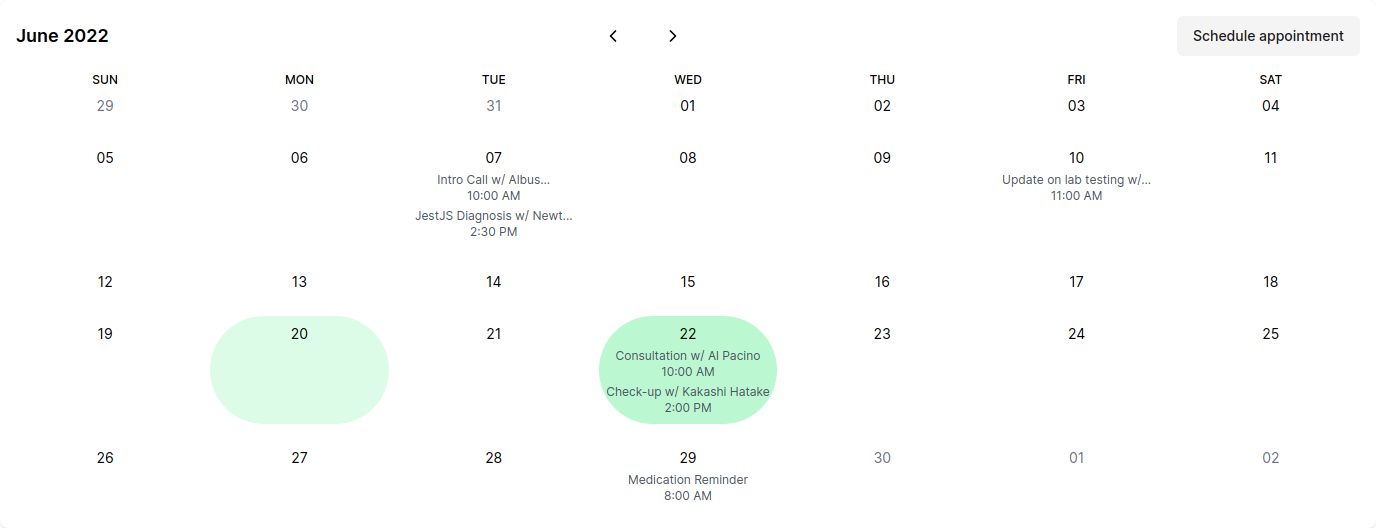 June 2022
Schedule appointment
SUN MON TUE WED THU FRI SAT
29 30 31 01 02 03 04
05 06 07 08 09 10 11
Intro Call w/ Albus...
10:00 AM
JestJS Diagnosis w/ Newt...
2:30 PM
Update on lab testing w/...
11:00 AM
12 13 14 15 16 17 18
19 20 21 22 23 24 25
Consultation w/ Al Pacino
10:00 AM
Check-up w/ Kakashi Hatake
2:00 PM
26 27 28 29 30 01 02
Medication Reminder
8:00 AM